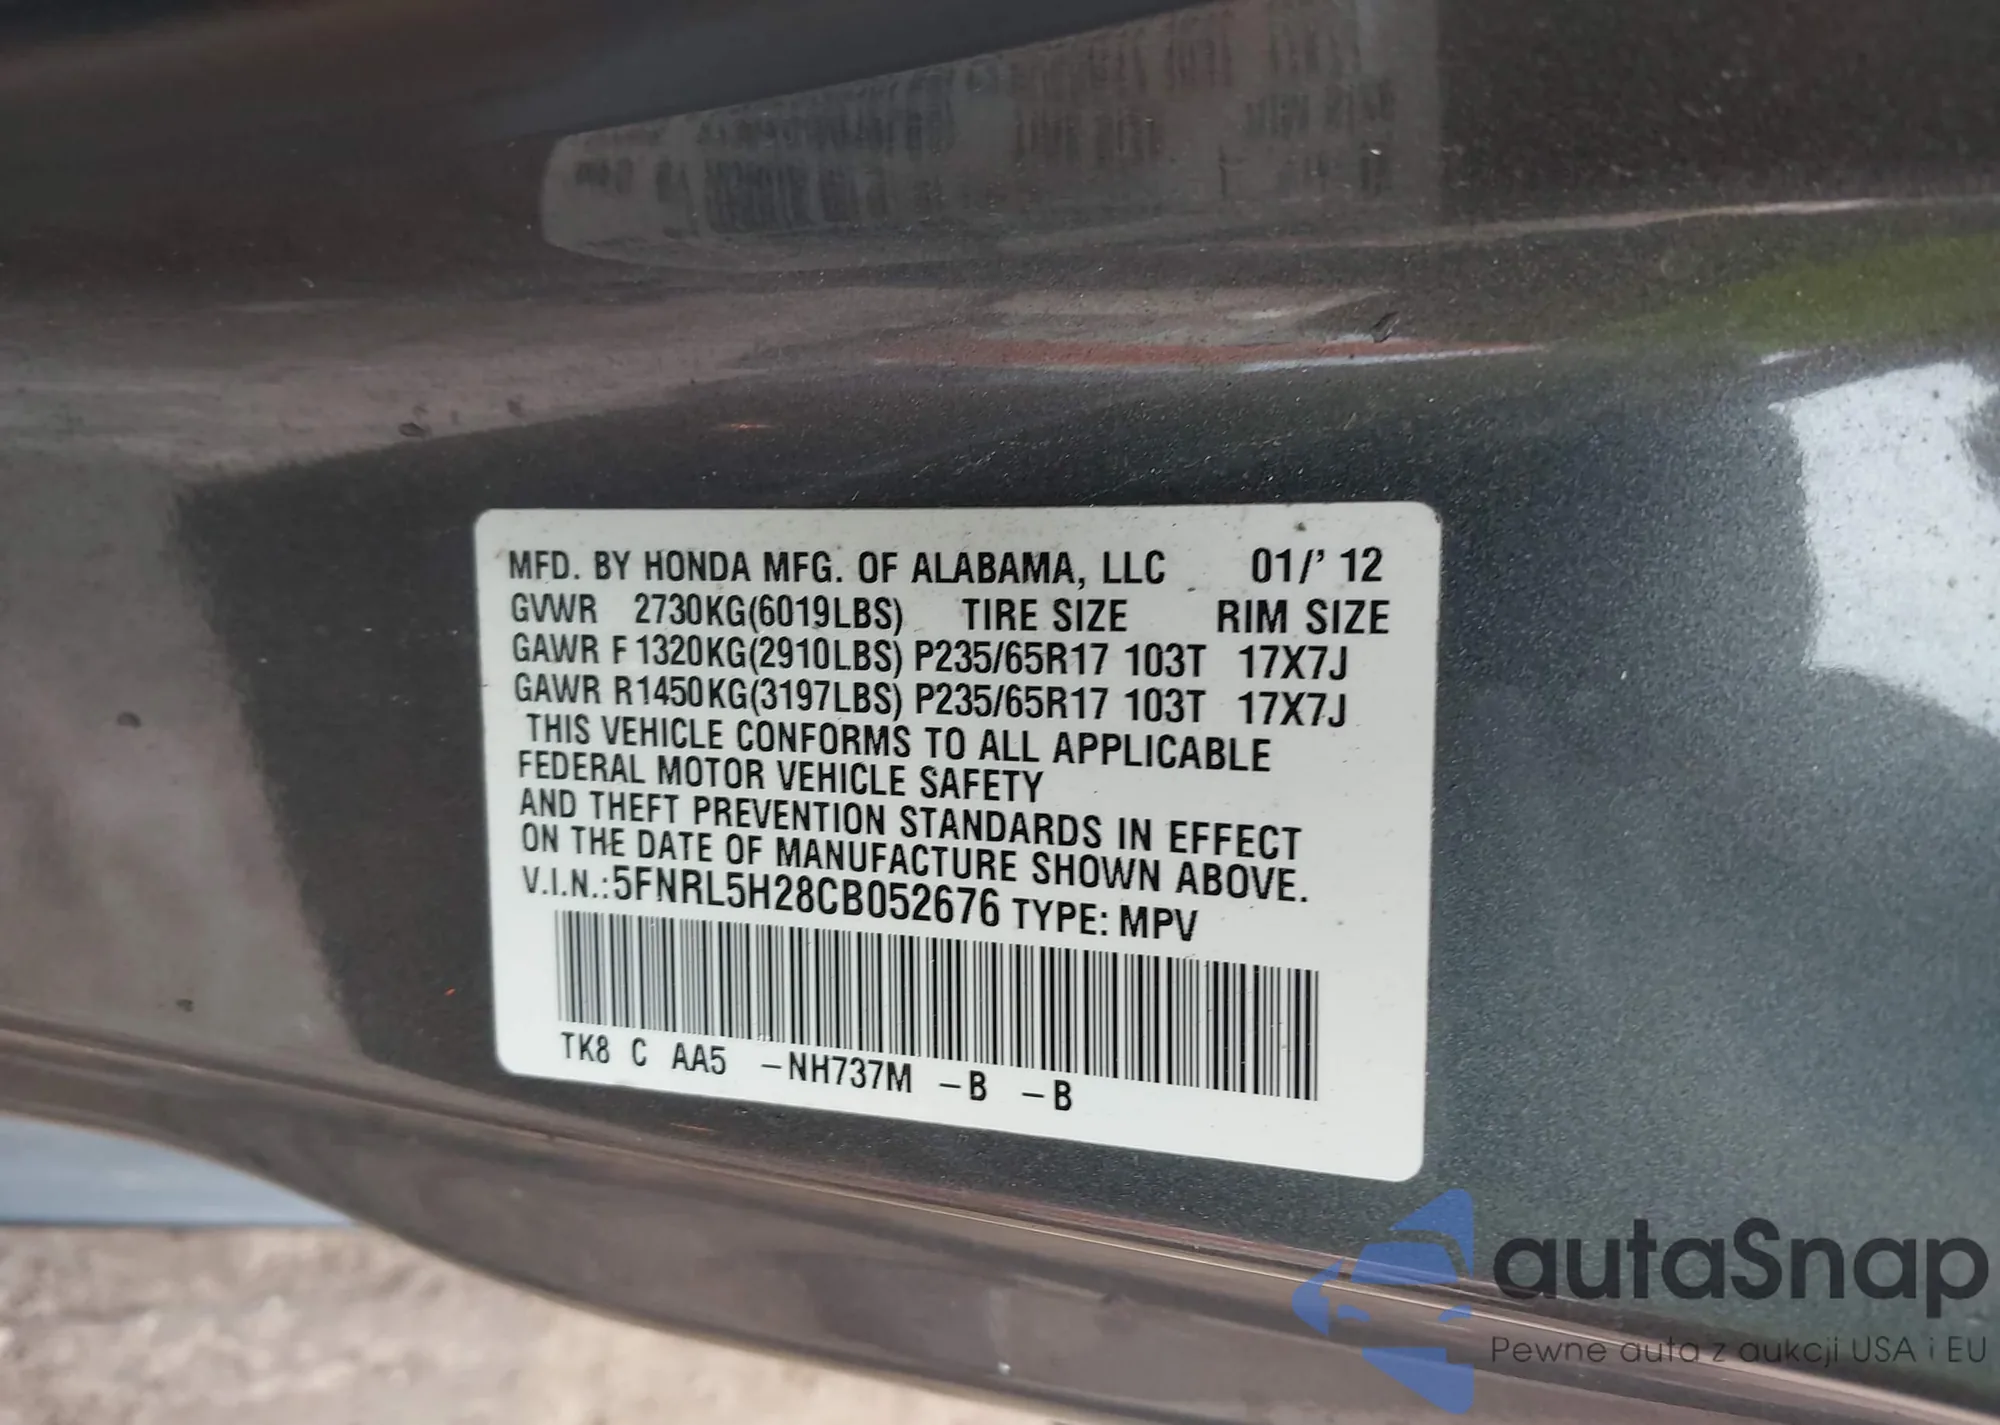 MFD. BY HONDA MFG. OF ALABAMA, LLC 01/' 12
GVWR 2730KG(6019LBS) TIRE SIZE RIM SIZE
GAWR F 1320KG(2910LBS) P235/65R17 103T 17X7J
GAWR R1450KG(3197LBS) P235/65R17 103T 17X7J
THIS VEHICLE CONFORMS TO ALL APPLICABLE
FEDERAL MOTOR VEHICLE SAFETY
AND THEFT PREVENTION STANDARDS IN EFFECT
ON THE DATE OF MANUFACTURE SHOWN ABOVE.
V.I.N.:5FNRL5H28CB052676 TYPE: MPV
TK8 C AA5 -NH737M -B -B
autaSnap
Pewne auta z aukcji USA i EU